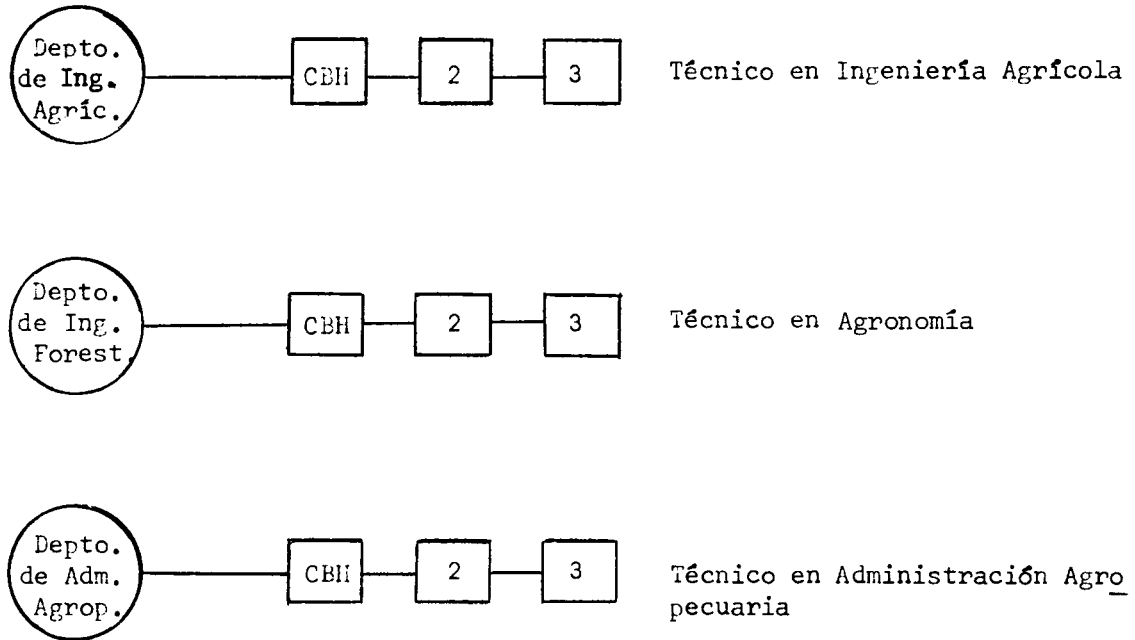 Depto.
de Ing.
Agríc.
CBH
2
3
Técnico en Ingeniería Agrícola
Depto.
de Ing.
Forest.
CBH
2
3
Técnico en Agronomía
Depto.
de Adm.
Agrop.
CBH
2
3
Técnico en Administración Agro
pecuaria